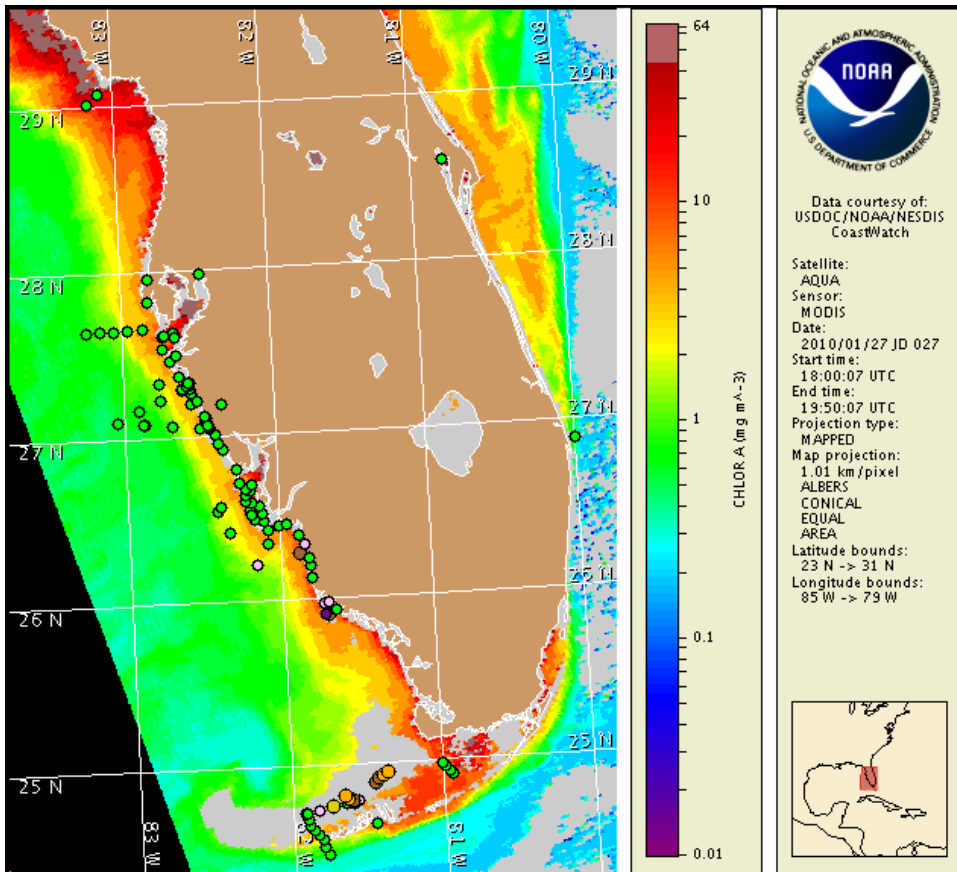 83 W
82 W
81 W
80 W
29 N
29 N
28 N
28 N
27 N
27 N
26 N
26 N
25 N
25 N
83 W
82 W
81 W
64
10
1
0.1
0.01
CHLOR A (mg m^-3)
NATIONAL OCEANIC AND ATMOSPHERIC ADMINISTRATION
NOAA
U.S. DEPARTMENT OF COMMERCE
Data courtesy of:
USDOC/NOAA/NESDIS
CoastWatch
Satellite:
AQUA
Sensor:
MODIS
Date:
2010/01/27 JD 027
Start time:
18:00:07 UTC
End time:
19:50:07 UTC
Projection type:
MAPPED
Map projection:
1.01 km/pixel
ALBERS
CONICAL
EQUAL
AREA
Latitude bounds:
23 N -> 31 N
Longitude bounds:
85 W -> 79 W